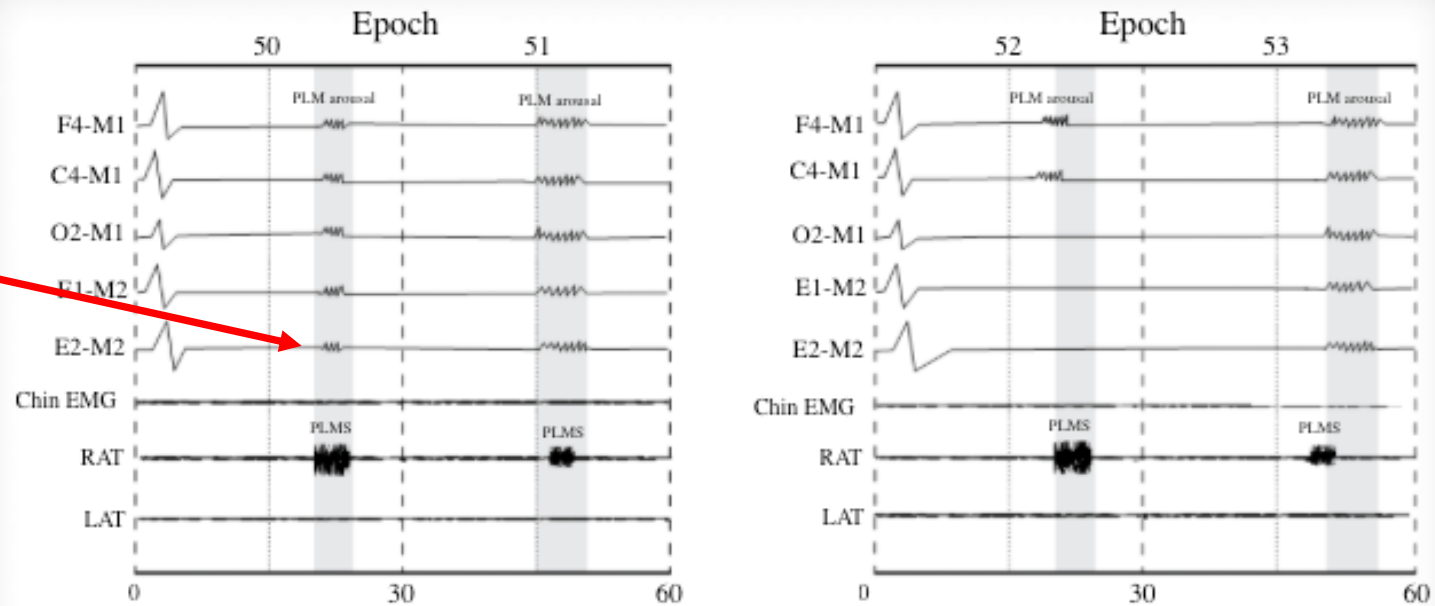 Epoch
50 51
PLM arousal PLM arousal
F4-M1
C4-M1
O2-M1
E1-M2
E2-M2
Chin EMG
PLMS PLMS
RAT
LAT
0 30 60
Epoch
52 53
PLM arousal PLM arousal
F4-M1
C4-M1
O2-M1
E1-M2
E2-M2
Chin EMG
PLMS PLMS
RAT
LAT
0 30 60